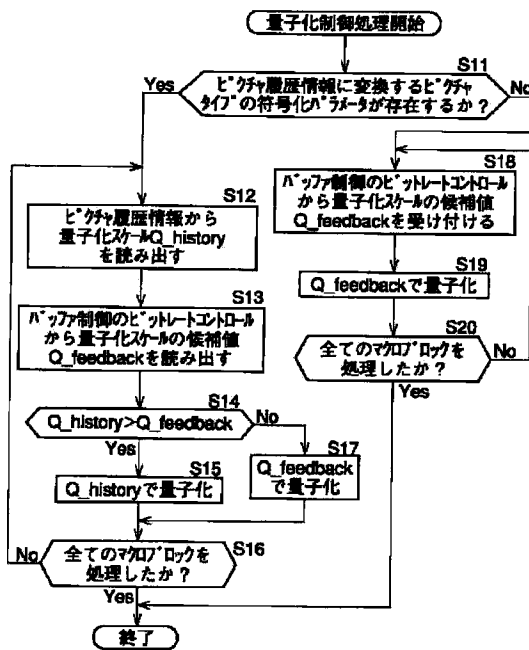 量子化制御処理開始
S11
ピクチャ履歴情報に変換するピクチャ
タイプの符号化パラメータが存在するか？
Yes
No
S12
ピクチャ履歴情報から
量子化スケールQ_history
を読み出す
S13
バッファ制御のビットレートコントロール
から量子化スケールの候補値
Q_feedbackを読み出す
S14
Q_history>Q_feedback
No
Yes
S15
Q_historyで量子化
S17
Q_feedback
で量子化
S16
全てのマクロブロックを
処理したか？
No
Yes
終了
S18
バッファ制御のビットレートコントロール
から量子化スケールの候補値
Q_feedbackを受け付ける
S19
Q_feedbackで量子化
S20
全てのマクロブロックを
処理したか？
No
Yes